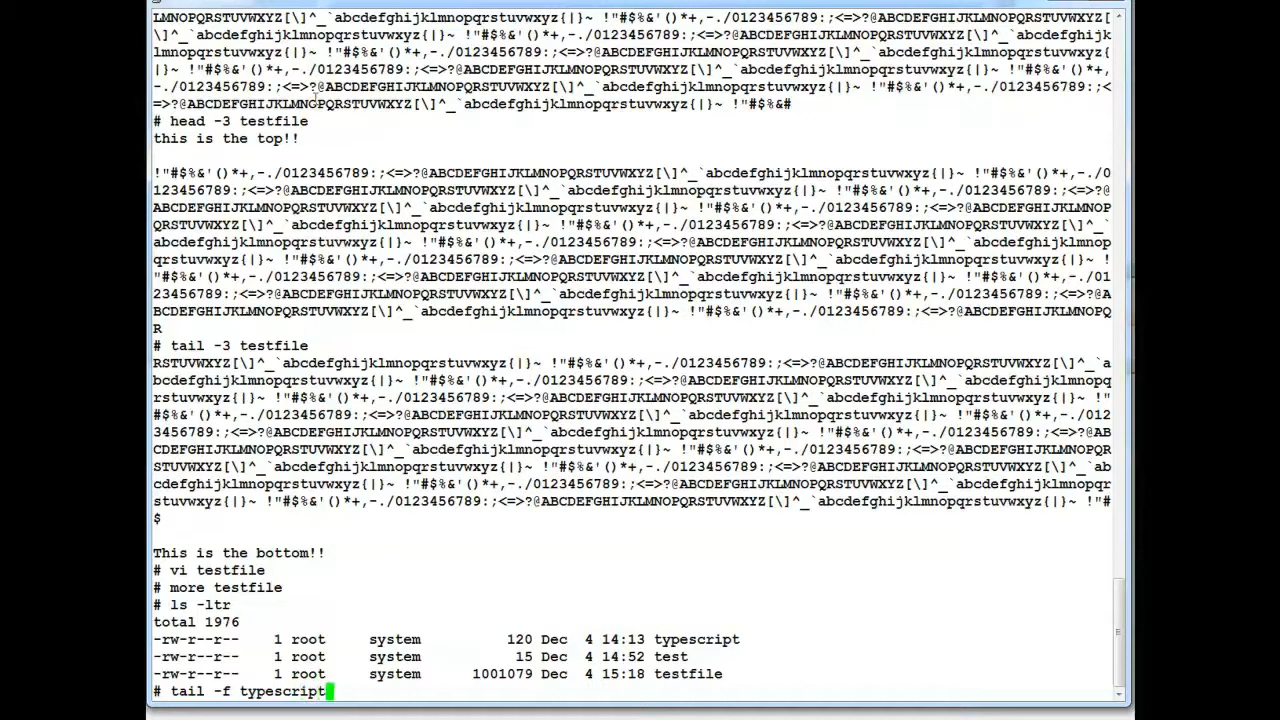 LMNOPQRSTUVWXYZ[\]^_`abcdefghijklmnopqrstuvwxyz{|}~ !"#$%&'()*+,-./0123456789:;<=>?@ABCDEFGHIJKLMNOPQRSTUVWXYZ[
\]^_`abcdefghijklmnopqrstuvwxyz{|}~ !"#$%&'()*+,-./0123456789:;<=>?@ABCDEFGHIJKLMNOPQRSTUVWXYZ[\]^_`abcdefghijk
lmnopqrstuvwxyz{|}~ !"#$%&'()*+,-./0123456789:;<=>?@ABCDEFGHIJKLMNOPQRSTUVWXYZ[\]^_`abcdefghijklmnopqrstuvwxyz{
|}~ !"#$%&'()*+,-./0123456789:;<=>?@ABCDEFGHIJKLMNOPQRSTUVWXYZ[\]^_`abcdefghijklmnopqrstuvwxyz{|}~ !"#$%&'()*+,
-./0123456789:;<=>?@ABCDEFGHIJKLMNOPQRSTUVWXYZ[\]^_`abcdefghijklmnopqrstuvwxyz{|}~ !"#$%&'()*+,-./0123456789:;<
=>?@ABCDEFGHIJKLMNOPQRSTUVWXYZ[\]^_`abcdefghijklmnopqrstuvwxyz{|}~ !"#$%&#
# head -3 testfile
this is the top!!
!"#$%&'()*+,-./0123456789:;<=>?@ABCDEFGHIJKLMNOPQRSTUVWXYZ[\]^_`abcdefghijklmnopqrstuvwxyz{|}~ !"#$%&'()*+,-./0
123456789:;<=>?@ABCDEFGHIJKLMNOPQRSTUVWXYZ[\]^_`abcdefghijklmnopqrstuvwxyz{|}~ !"#$%&'()*+,-./0123456789:;<=>?@
ABCDEFGHIJKLMNOPQRSTUVWXYZ[\]^_`abcdefghijklmnopqrstuvwxyz{|}~ !"#$%&'()*+,-./0123456789:;<=>?@ABCDEFGHIJKLMNOP
QRSTUVWXYZ[\]^_`abcdefghijklmnopqrstuvwxyz{|}~ !"#$%&'()*+,-./0123456789:;<=>?@ABCDEFGHIJKLMNOPQRSTUVWXYZ[\]^_`
abcdefghijklmnopqrstuvwxyz{|}~ !"#$%&'()*+,-./0123456789:;<=>?@ABCDEFGHIJKLMNOPQRSTUVWXYZ[\]^_`abcdefghijklmnop
qrstuvwxyz{|}~ !"#$%&'()*+,-./0123456789:;<=>?@ABCDEFGHIJKLMNOPQRSTUVWXYZ[\]^_`abcdefghijklmnopqrstuvwxyz{|}~ !
"#$%&'()*+,-./0123456789:;<=>?@ABCDEFGHIJKLMNOPQRSTUVWXYZ[\]^_`abcdefghijklmnopqrstuvwxyz{|}~ !"#$%&'()*+,-./01
23456789:;<=>?@ABCDEFGHIJKLMNOPQRSTUVWXYZ[\]^_`abcdefghijklmnopqrstuvwxyz{|}~ !"#$%&'()*+,-./0123456789:;<=>?@A
BCDEFGHIJKLMNOPQRSTUVWXYZ[\]^_`abcdefghijklmnopqrstuvwxyz{|}~ !"#$%&'()*+,-./0123456789:;<=>?@ABCDEFGHIJKLMNOPQ
R
# tail -3 testfile
RSTUVWXYZ[\]^_`abcdefghijklmnopqrstuvwxyz{|}~ !"#$%&'()*+,-./0123456789:;<=>?@ABCDEFGHIJKLMNOPQRSTUVWXYZ[\]^_`a
bcdefghijklmnopqrstuvwxyz{|}~ !"#$%&'()*+,-./0123456789:;<=>?@ABCDEFGHIJKLMNOPQRSTUVWXYZ[\]^_`abcdefghijklmnopq
rstuvwxyz{|}~ !"#$%&'()*+,-./0123456789:;<=>?@ABCDEFGHIJKLMNOPQRSTUVWXYZ[\]^_`abcdefghijklmnopqrstuvwxyz{|}~ !"
#$%&'()*+,-./0123456789:;<=>?@ABCDEFGHIJKLMNOPQRSTUVWXYZ[\]^_`abcdefghijklmnopqrstuvwxyz{|}~ !"#$%&'()*+,-./012
3456789:;<=>?@ABCDEFGHIJKLMNOPQRSTUVWXYZ[\]^_`abcdefghijklmnopqrstuvwxyz{|}~ !"#$%&'()*+,-./0123456789:;<=>?@AB
CDEFGHIJKLMNOPQRSTUVWXYZ[\]^_`abcdefghijklmnopqrstuvwxyz{|}~ !"#$%&'()*+,-./0123456789:;<=>?@ABCDEFGHIJKLMNOPQR
STUVWXYZ[\]^_`abcdefghijklmnopqrstuvwxyz{|}~ !"#$%&'()*+,-./0123456789:;<=>?@ABCDEFGHIJKLMNOPQRSTUVWXYZ[\]^_`ab
cdefghijklmnopqrstuvwxyz{|}~ !"#$%&'()*+,-./0123456789:;<=>?@ABCDEFGHIJKLMNOPQRSTUVWXYZ[\]^_`abcdefghijklmnopqr
stuvwxyz{|}~ !"#$%&'()*+,-./0123456789:;<=>?@ABCDEFGHIJKLMNOPQRSTUVWXYZ[\]^_`abcdefghijklmnopqrstuvwxyz{|}~ !"#
$
This is the bottom!!
# vi testfile
# more testfile
# ls -ltr
total 1976
-rw-r--r--    1 root     system          120 Dec  4 14:13 typescript
-rw-r--r--    1 root     system           15 Dec  4 14:52 test
-rw-r--r--    1 root     system      1001079 Dec  4 15:18 testfile
# tail -f typescript